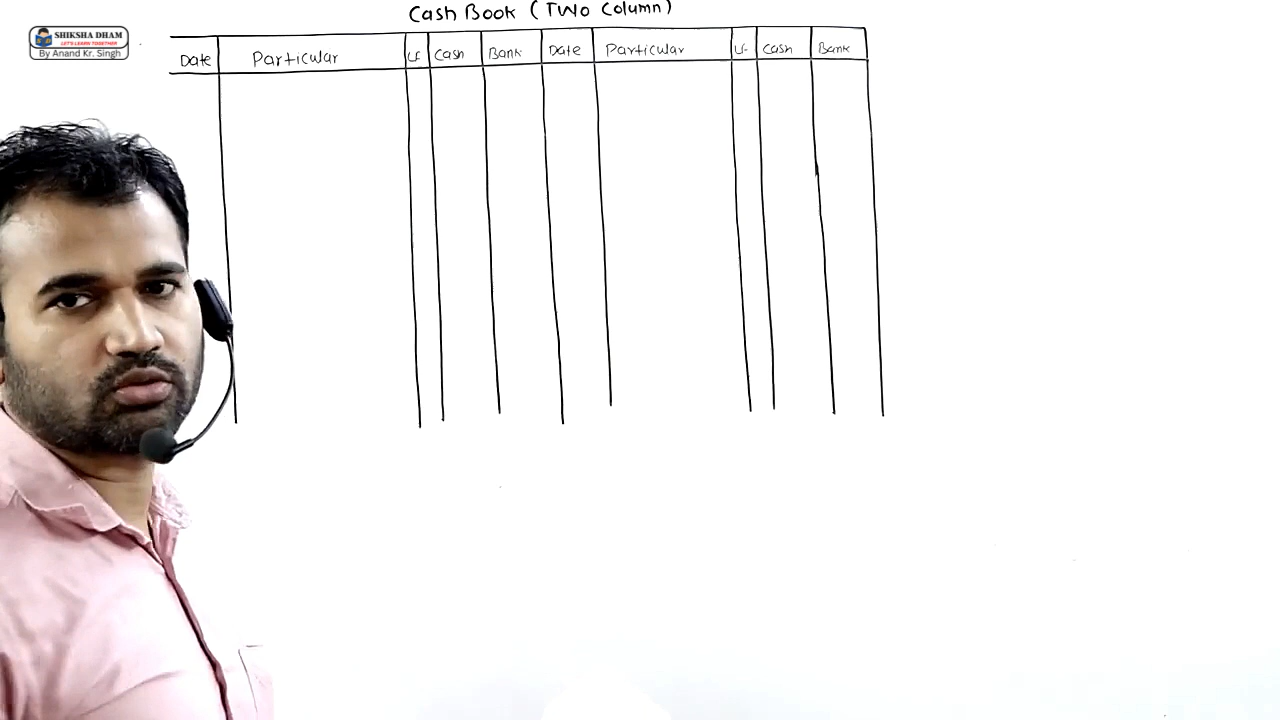 Cash Book (Two Column)
SHIKSHA DHAM
LET'S LEARN TOGETHER
By Anand Kr. Singh
Date Particular LF Cash Bank Date Particular LF Cash Bank